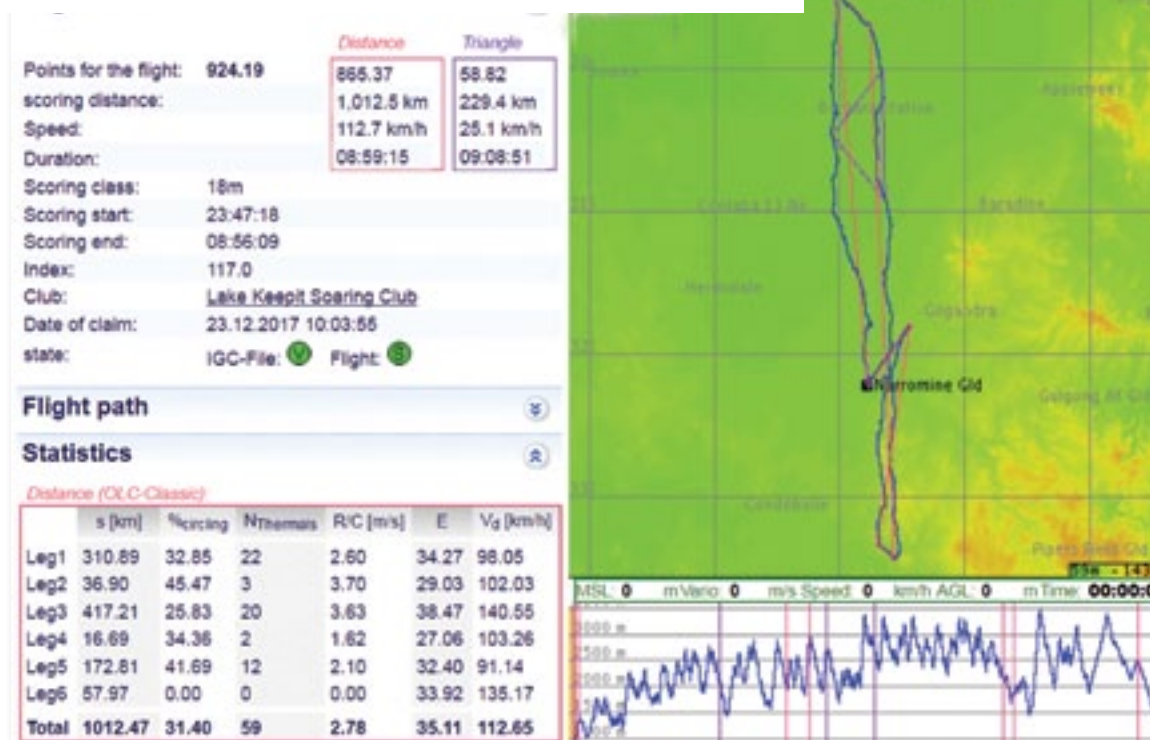 Distance Triangle
Points for the flight: 924.19 865.37 58.82
scoring distance: 1,012.5 km 229.4 km
Speed: 112.7 km/h 25.1 km/h
Duration: 08:59:15 09:08:51
Scoring class: 18m
Scoring start: 23:47:18
Scoring end: 08:56:09
Index: 117.0
Club: Lake Keepit Soaring Club
Date of claim: 23.12.2017 10:03:55
state: IGC-File: V Flight: S
Flight path
Statistics
Distance (OLC-Classic)
s [km] %circling NThermals R/C [m/s] E Vd [km/h]
Leg1 310.89 32.85 22 2.60 34.27 98.05
Leg2 36.90 45.47 3 3.70 29.03 102.03
Leg3 417.21 25.83 20 3.63 38.47 140.55
Leg4 16.69 34.36 2 1.62 27.06 103.26
Leg5 172.81 41.69 12 2.10 32.40 91.14
Leg6 57.97 0.00 0 0.00 33.92 135.17
Total 1012.47 31.40 59 2.78 35.11 112.65
Baradine
Gilgandra
Narromine Gld
Condobolin
MSL: 0 m Vario: 0 m/s Speed: 0 km/h AGL: 0 m Time: 00:00:0
3000 m
2500 m
2000 m